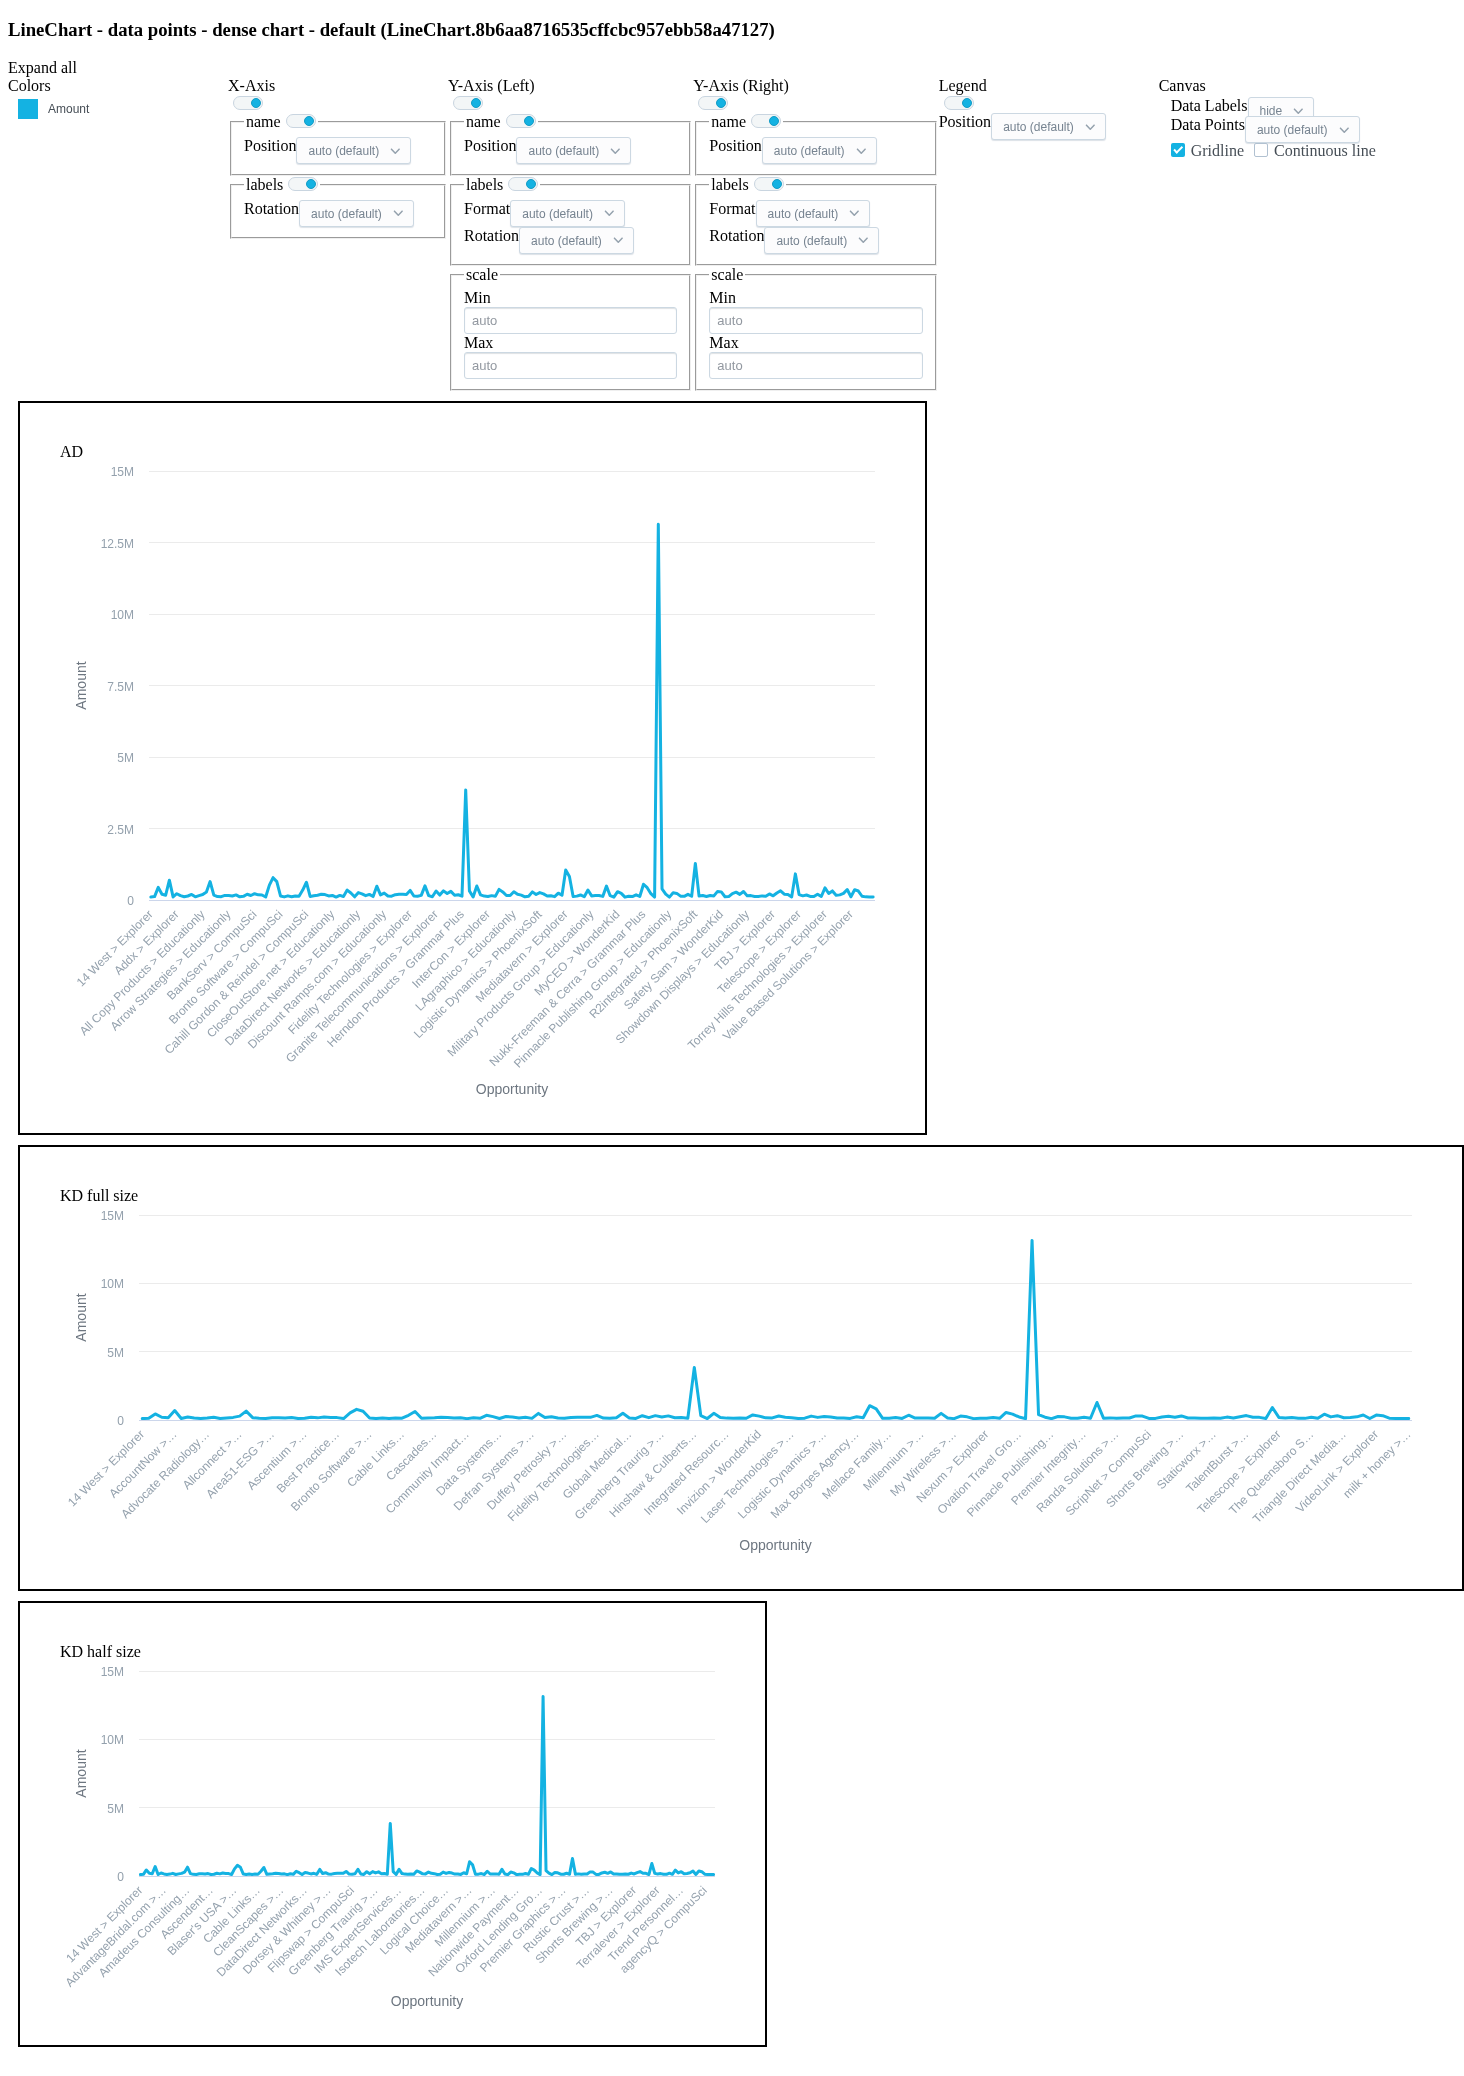 LineChart - data points - dense chart - default (LineChart.8b6aa8716535cffcbc957ebb58a47127)
Expand all
Colors
Amount
X-Axis
name
Position auto (default)
labels
Rotation auto (default)
Y-Axis (Left)
name
Position auto (default)
labels
Format auto (default)
Rotation auto (default)
scale
Min
auto
Max
auto
Y-Axis (Right)
name
Position auto (default)
labels
Format auto (default)
Rotation auto (default)
scale
Min
auto
Max
auto
Legend
Position auto (default)
Canvas
Data Labels hide
Data Points auto (default)
Gridline Continuous line
AD
15M
12.5M
10M
7.5M
5M
2.5M
0
Amount
14 West > Explorer
Addx > Explorer
All Copy Products > Educationly
Arrow Strategies > Educationly
BankServ > CompuSci
Bronto Software > CompuSci
Cahill Gordon & Reindel > CompuSci
CloseOutStore.net > Educationly
DataDirect Networks > Educationly
Discount Ramps.com > Educationly
Fidelity Technologies > Explorer
Granite Telecommunications > Explorer
Herndon Products > Grammar Plus
InterCon > Explorer
LAgraphico > Educationly
Logistic Dynamics > PhoenixSoft
Mediatavern > Explorer
Military Products Group > Educationly
MyCEO > WonderKid
Nukk-Freeman & Cerra > Grammar Plus
Pinnacle Publishing Group > Educationly
R2integrated > PhoenixSoft
Safety Sam > WonderKid
Showdown Displays > Educationly
TBJ > Explorer
Telescope > Explorer
Torrey Hills Technologies > Explorer
Value Based Solutions > Explorer
Opportunity
KD full size
15M
10M
5M
0
Amount
14 West > Explorer
AccountNow >…
Advocate Radiology…
Allconnect >…
Area51-ESG >…
Ascentium >…
Best Practice…
Bronto Software >…
Cable Links…
Cascades…
Community Impact…
Data Systems…
Defran Systems >…
Duffey Petrosky >…
Fidelity Technologies…
Global Medical…
Greenberg Traurig >…
Hinshaw & Culberts…
Integrated Resourc…
Invizion > WonderKid
Laser Technologies >…
Logistic Dynamics >…
Max Borges Agency…
Mellace Family…
Millennium >…
My Wireless >…
Nexum > Explorer
Ovation Travel Gro…
Pinnacle Publishing…
Premier Integrity…
Randa Solutions >…
ScripNet > CompuSci
Shorts Brewing >…
Staticworx >…
TalentBurst >…
Telescope > Explorer
The Queensboro S…
Triangle Direct Media…
VideoLink > Explorer
milk + honey >…
Opportunity
KD half size
15M
10M
5M
0
Amount
14 West > Explorer
AdvantageBridal.com >…
Amadeus Consulting…
Ascendent…
Blaser's USA >…
Cable Links…
CleanScapes >…
DataDirect Networks…
Dorsey & Whitney >…
Flipswap > CompuSci
Greenberg Traurig >…
IMS ExpertServices…
Isotech Laboratories…
Logical Choice…
Mediatavern >…
Millennium >…
Nationwide Payment…
Oxford Lending Gro…
Premier Graphics >…
Rustic Crust >…
Shorts Brewing >…
TBJ > Explorer
Terralever > Explorer
Trend Personnel…
agencyQ > CompuSci
Opportunity